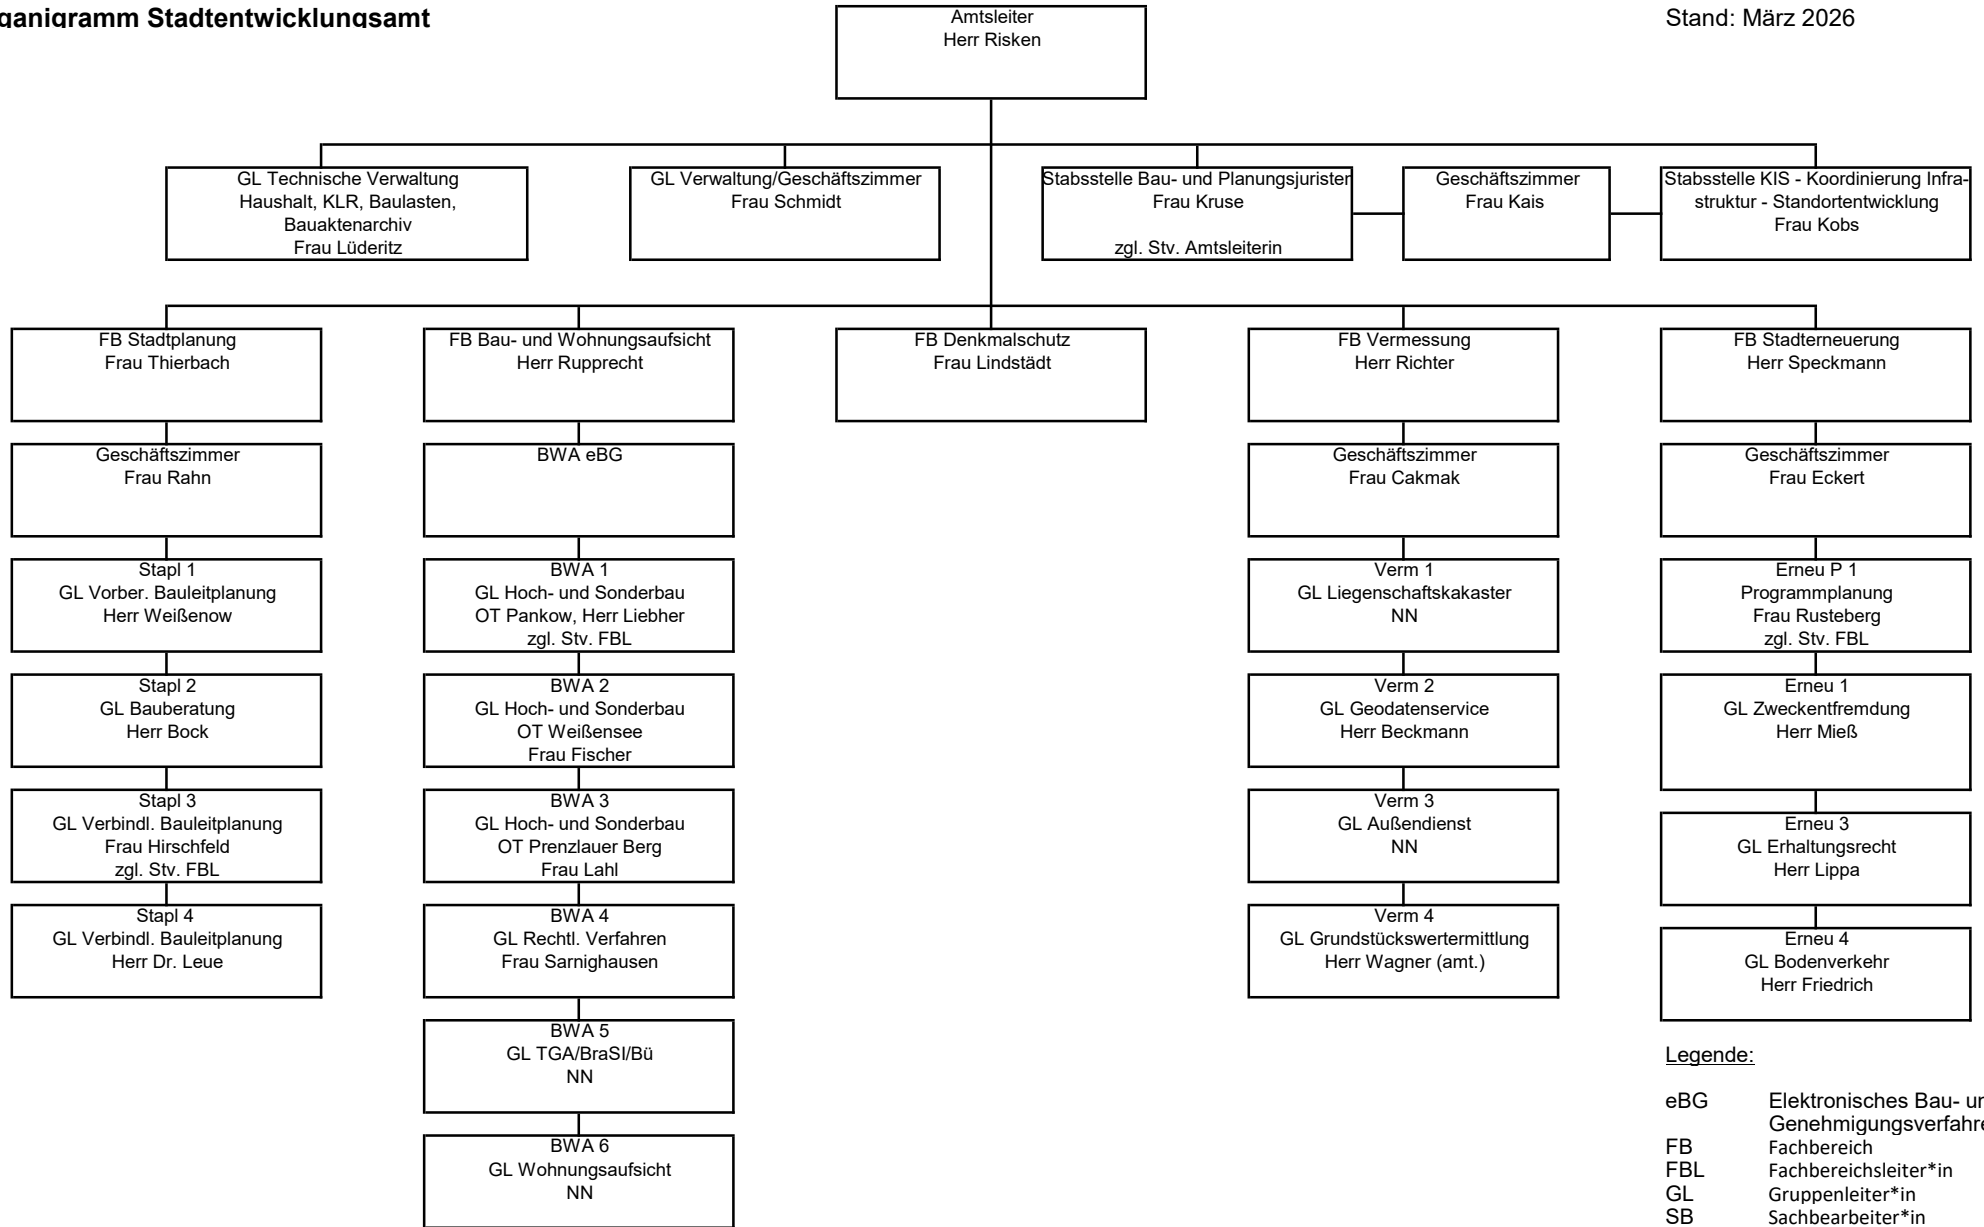 ganigramm Stadtentwicklungsamt
Stand: März 2026
Amtsleiter
Herr Risken
GL Technische Verwaltung
Haushalt, KLR, Baulasten,
Bauaktenarchiv
Frau Lüderitz
GL Verwaltung/Geschäftszimmer
Frau Schmidt
Stabsstelle Bau- und Planungsjuristen
Frau Kruse
zgl. Stv. Amtsleiterin
Geschäftszimmer
Frau Kais
Stabsstelle KIS - Koordinierung Infra-
struktur - Standortentwicklung
Frau Kobs
FB Stadtplanung
Frau Thierbach
Geschäftszimmer
Frau Rahn
Stapl 1
GL Vorber. Bauleitplanung
Herr Weißenow
Stapl 2
GL Bauberatung
Herr Bock
Stapl 3
GL Verbindl. Bauleitplanung
Frau Hirschfeld
zgl. Stv. FBL
Stapl 4
GL Verbindl. Bauleitplanung
Herr Dr. Leue
FB Bau- und Wohnungsaufsicht
Herr Rupprecht
BWA eBG
BWA 1
GL Hoch- und Sonderbau
OT Pankow, Herr Liebher
zgl. Stv. FBL
BWA 2
GL Hoch- und Sonderbau
OT Weißensee
Frau Fischer
BWA 3
GL Hoch- und Sonderbau
OT Prenzlauer Berg
Frau Lahl
BWA 4
GL Rechtl. Verfahren
Frau Sarnighausen
BWA 5
GL TGA/BraSI/Bü
NN
BWA 6
GL Wohnungsaufsicht
NN
FB Denkmalschutz
Frau Lindstädt
FB Vermessung
Herr Richter
Geschäftszimmer
Frau Cakmak
Verm 1
GL Liegenschaftskakaster
NN
Verm 2
GL Geodatenservice
Herr Beckmann
Verm 3
GL Außendienst
NN
Verm 4
GL Grundstückswertermittlung
Herr Wagner (amt.)
FB Stadterneuerung
Herr Speckmann
Geschäftszimmer
Frau Eckert
Erneu P 1
Programmplanung
Frau Rusteberg
zgl. Stv. FBL
Erneu 1
GL Zweckentfremdung
Herr Mieß
Erneu 3
GL Erhaltungsrecht
Herr Lippa
Erneu 4
GL Bodenverkehr
Herr Friedrich
Legende:
eBG Elektronisches Bau- un
Genehmigungsverfahre
FB Fachbereich
FBL Fachbereichsleiter*in
GL Gruppenleiter*in
SB Sachbearbeiter*in